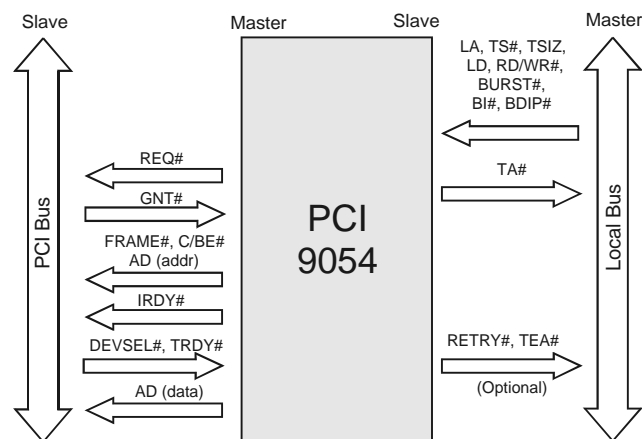 Slave
Master
Slave
Master
LA, TS#, TSIZ,
LD, RD/WR#,
BURST#,
BI#, BDIP#
REQ#
TA#
GNT#
PCI Bus
PCI
9054
Local Bus
FRAME#, C/BE#
AD (addr)
IRDY#
DEVSEL#, TRDY#
RETRY#, TEA#
(Optional)
AD (data)